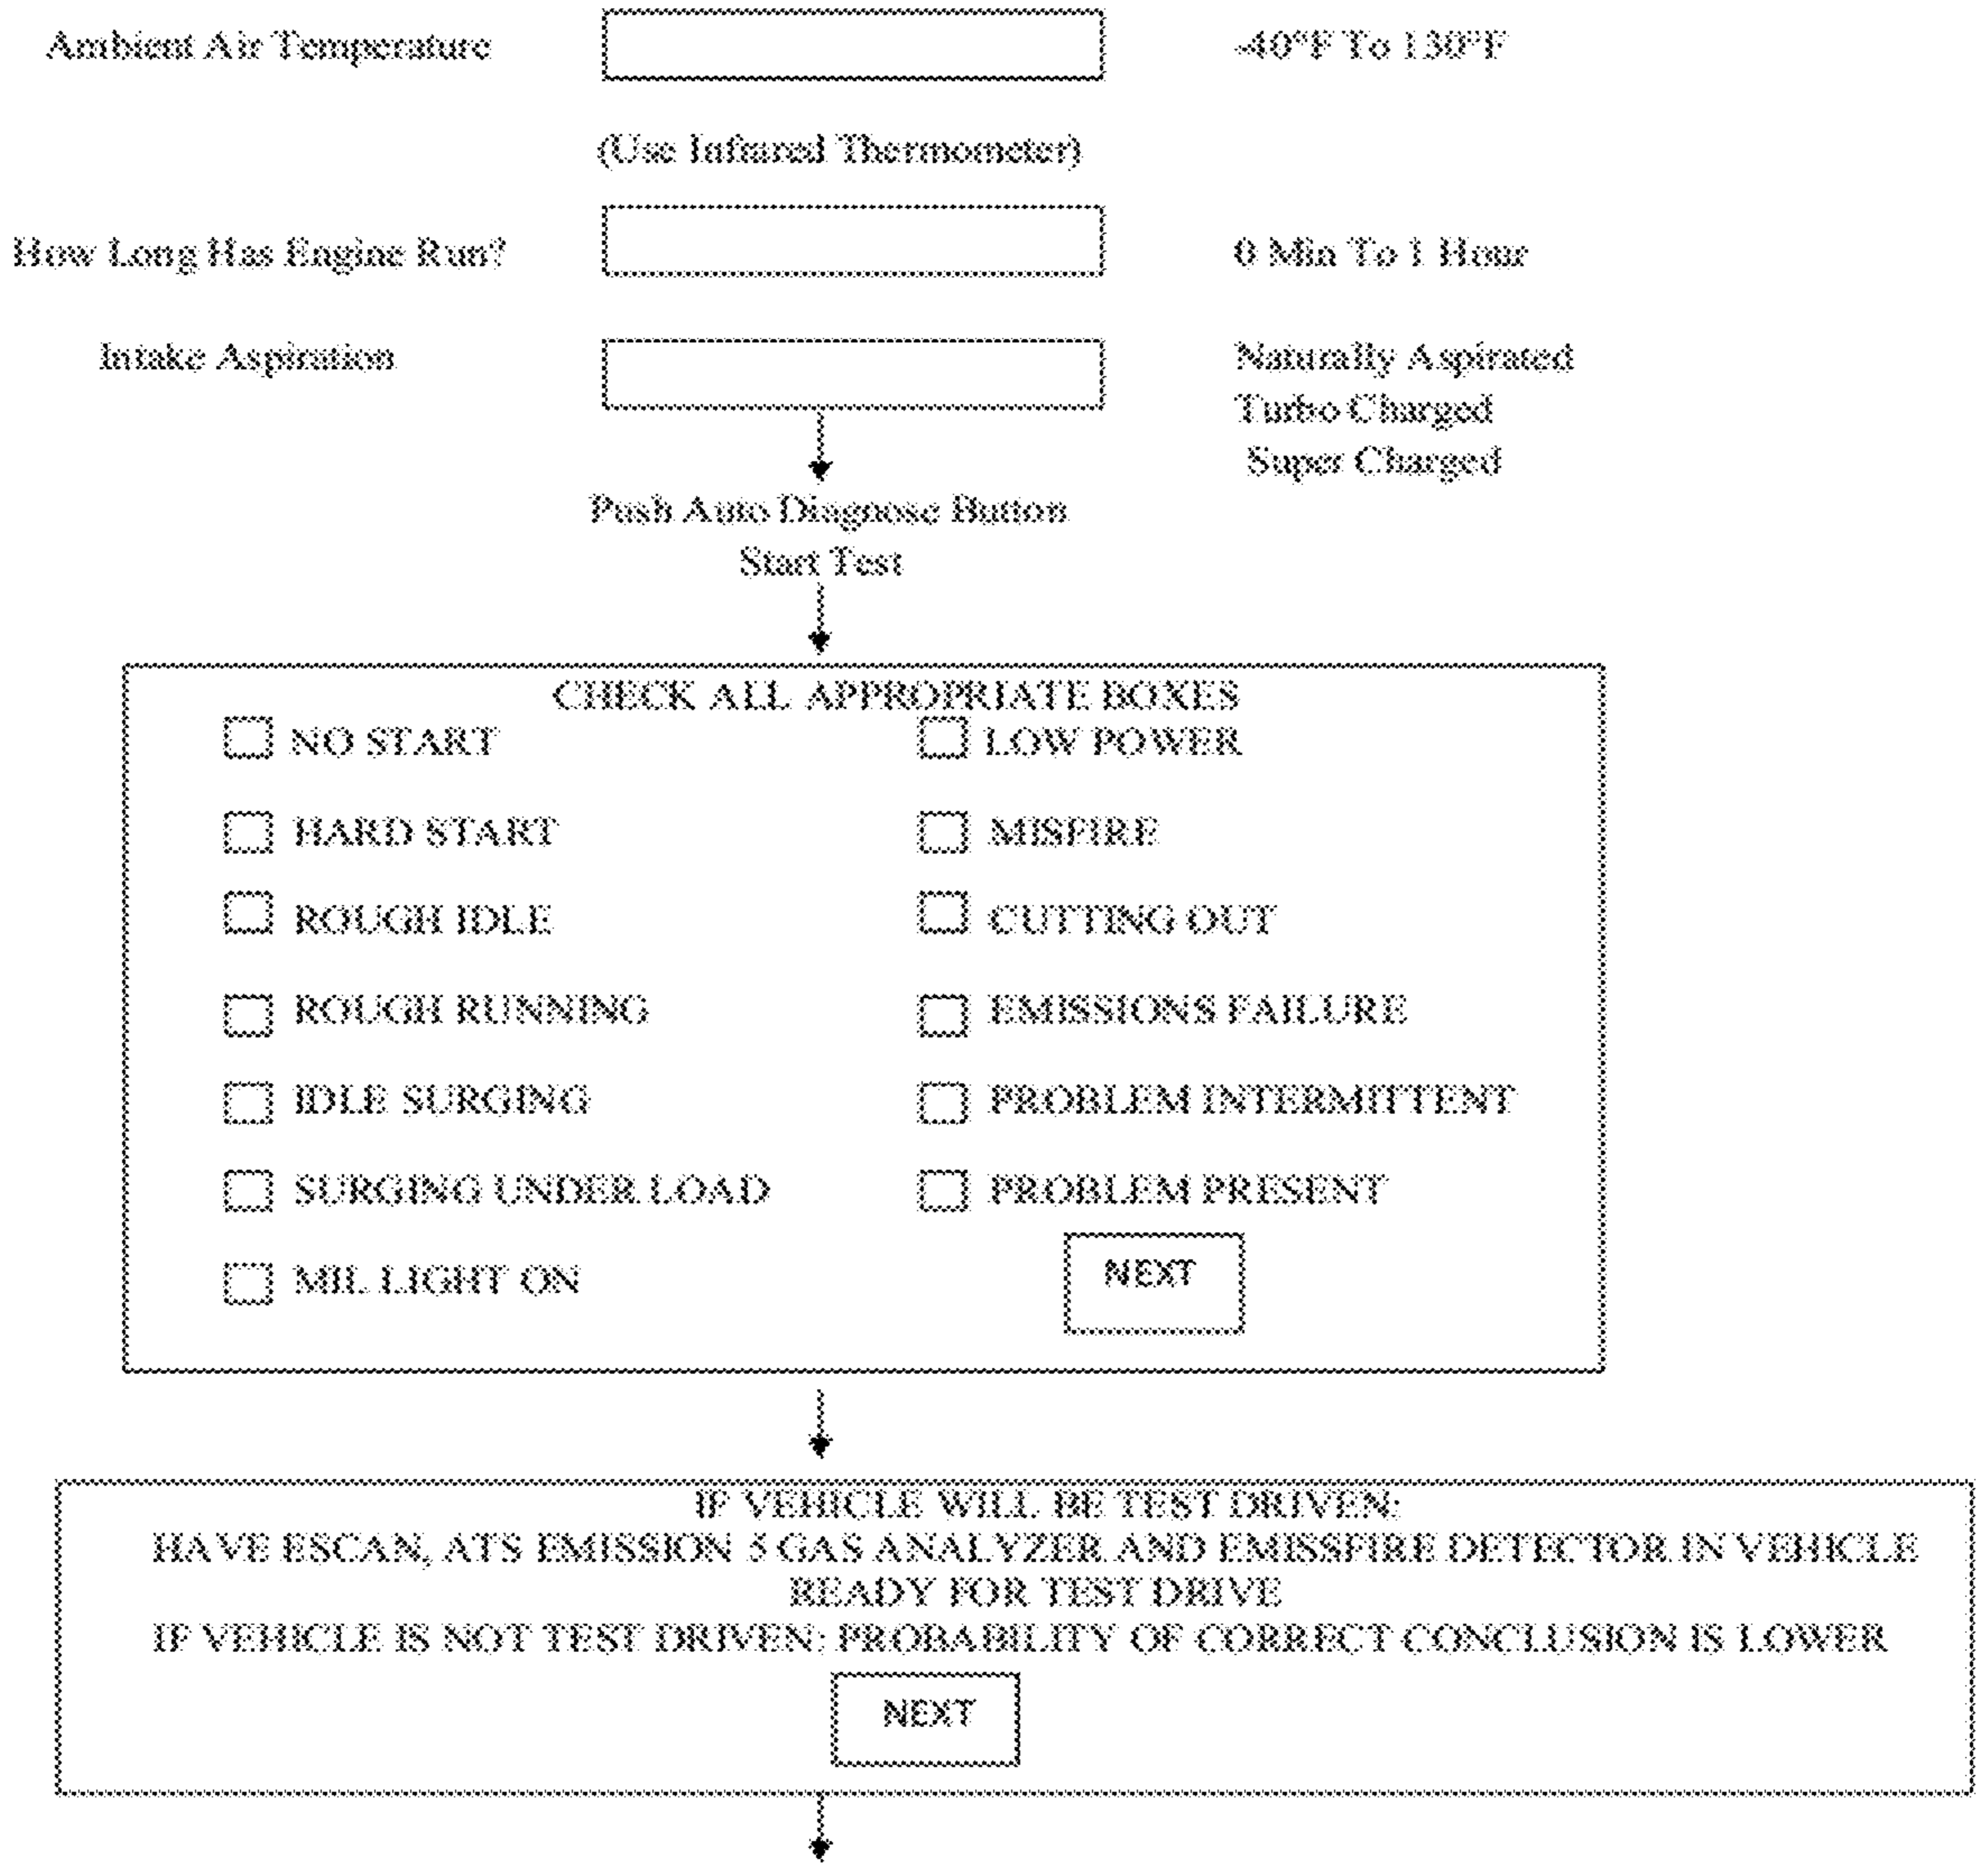 Ambient Air Temperature -40°F To 130°F
(Use Infrared Thermometer)
How Long Has Engine Run? 0 Min To 1 Hour
Intake Aspiration Naturally Aspirated
Turbo Charged
Super Charged
Push Auto Diagnose Button
Start Test
CHECK ALL APPROPRIATE BOXES
NO START LOW POWER
HARD START MISFIRE
ROUGH IDLE CUTTING OUT
ROUGH RUNNING EMISSIONS FAILURE
IDLE SURGING PROBLEM INTERMITTENT
SURGING UNDER LOAD PROBLEM PRESENT
MIL LIGHT ON NEXT
IF VEHICLE WILL BE TEST DRIVEN;
HAVE ESCAN, ATS EMISSION 5 GAS ANALYZER AND EMISSFIRE DETECTOR IN VEHICLE
READY FOR TEST DRIVE
IF VEHICLE IS NOT TEST DRIVEN; PROBABILITY OF CORRECT CONCLUSION IS LOWER
NEXT